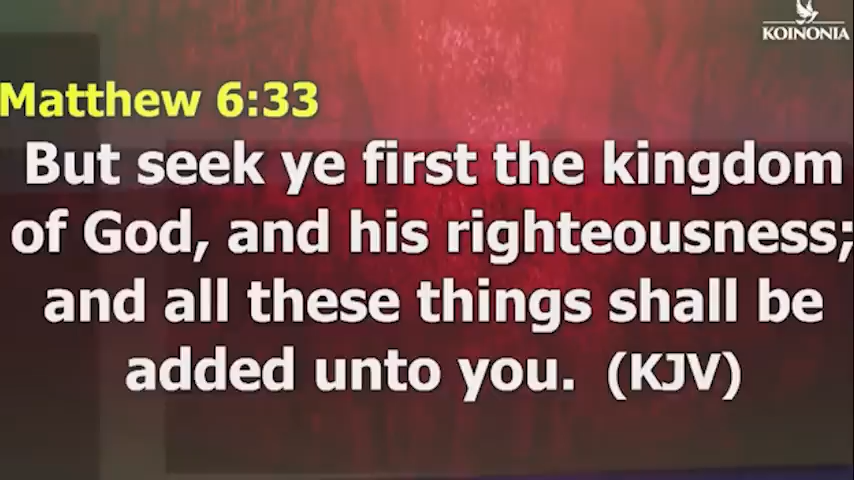 KOINONIA
Matthew 6:33
But seek ye first the kingdom
of God, and his righteousness;
and all these things shall be
added unto you. (KJV)